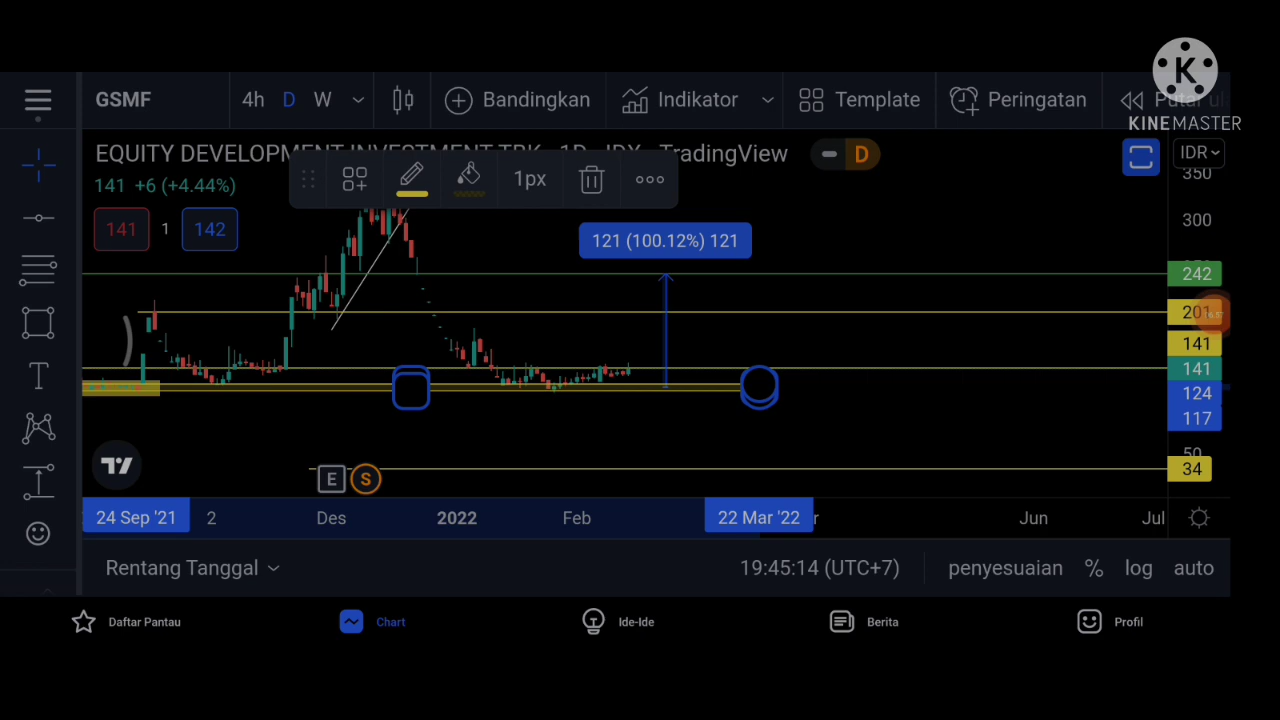 KINEMASTER
GSMF 4h D W Bandingkan Indikator Template Peringatan
EQUITY DEVELOPMENT INVESTMENT TBK 1D IDX TradingView D IDR
141 +6 (+4.44%)
1px
141 1 142
121 (100.12%) 121
350
300
242
201
141
141
124
117
50
34
E S
24 Sep '21 2 Des 2022 Feb 22 Mar '22 r Jun Jul
Rentang Tanggal 19:45:14 (UTC+7) penyesuaian % log auto
Daftar Pantau Chart Ide-Ide Berita Profil